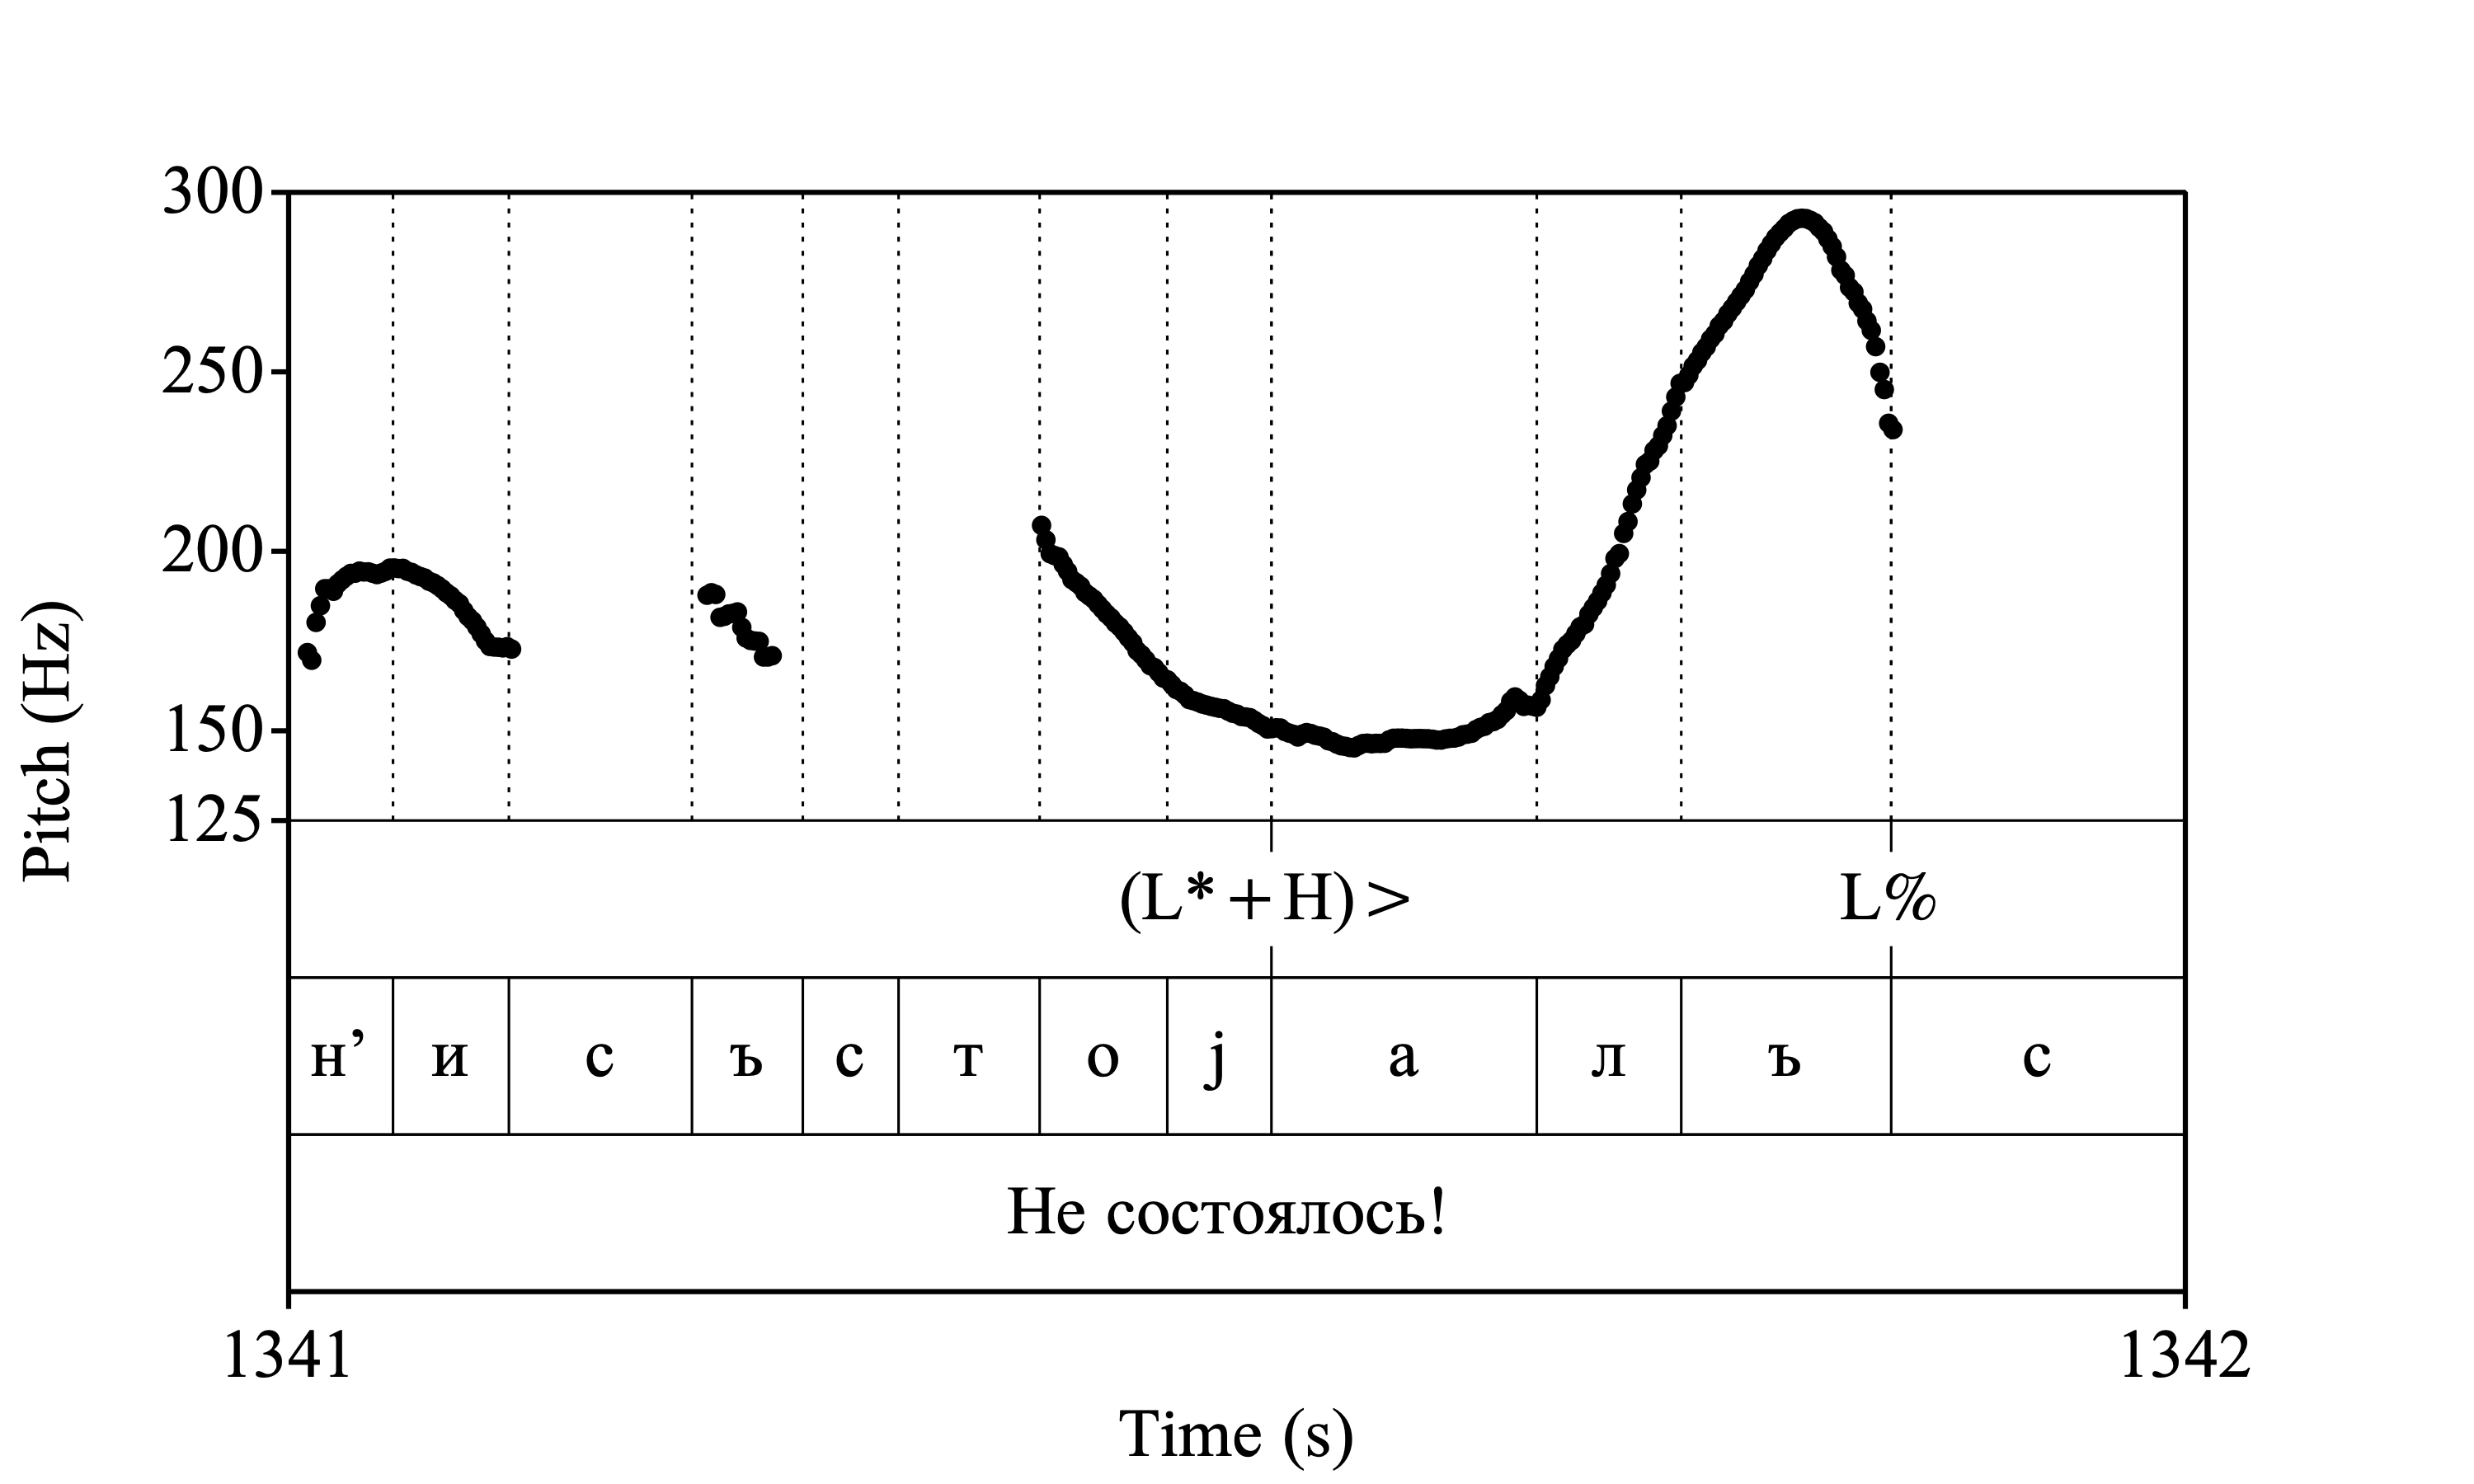 300
250
200
150
125
Pitch (Hz)
(L*+H)> L%
н’ и с ъ с т о j а л ъ с
Не состоялось!
1341 1342
Time (s)